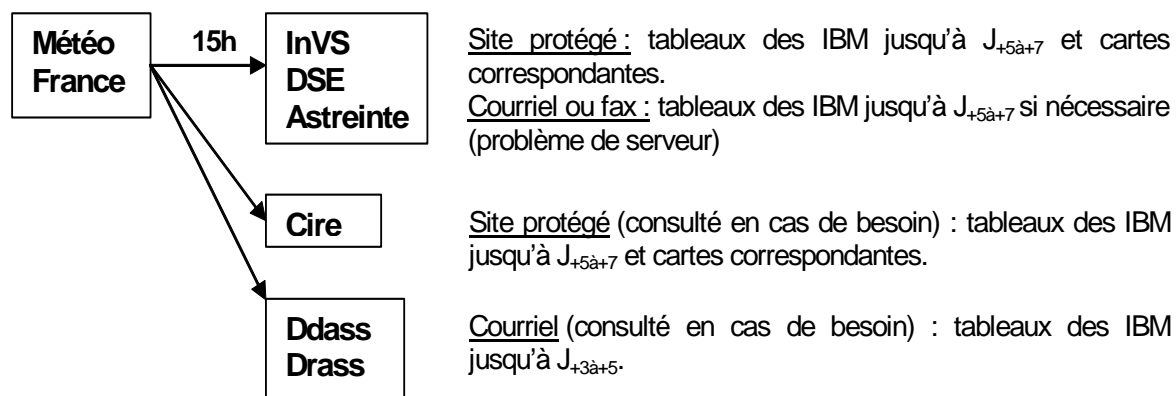 Météo
France
15h
InVS
DSE
Astreinte
Site protégé : tableaux des IBM jusqu'à J+5à+7 et cartes
correspondantes.
Courriel ou fax : tableaux des IBM jusqu'à J+5à+7 si nécessaire
(problème de serveur)
Cire
Site protégé (consulté en cas de besoin) : tableaux des IBM
jusqu'à J+5à+7 et cartes correspondantes.
Ddass
Drass
Courriel (consulté en cas de besoin) : tableaux des IBM
jusqu'à J+3à+5.